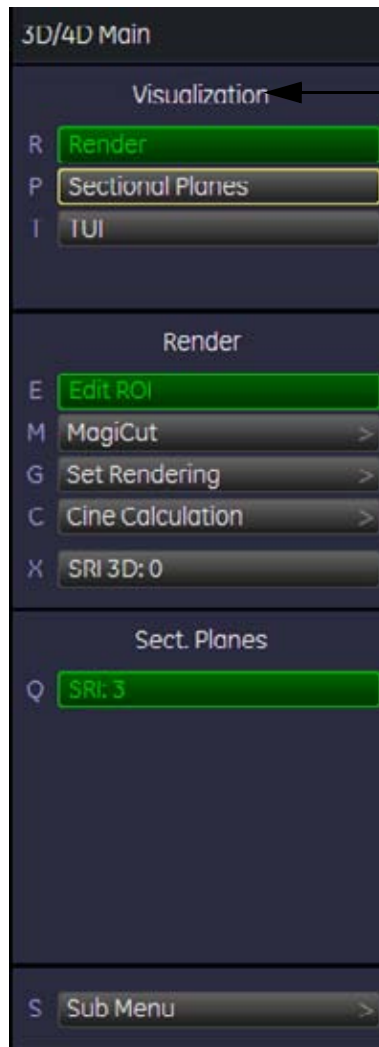 3D/4D Main
Visualization
R Render
P Sectional Planes
T TUI
Render
E Edit ROI
M MagiCut >
G Set Rendering >
C Cine Calculation >
X SRI 3D: 0
Sect. Planes
Q SRI: 3
S Sub Menu >